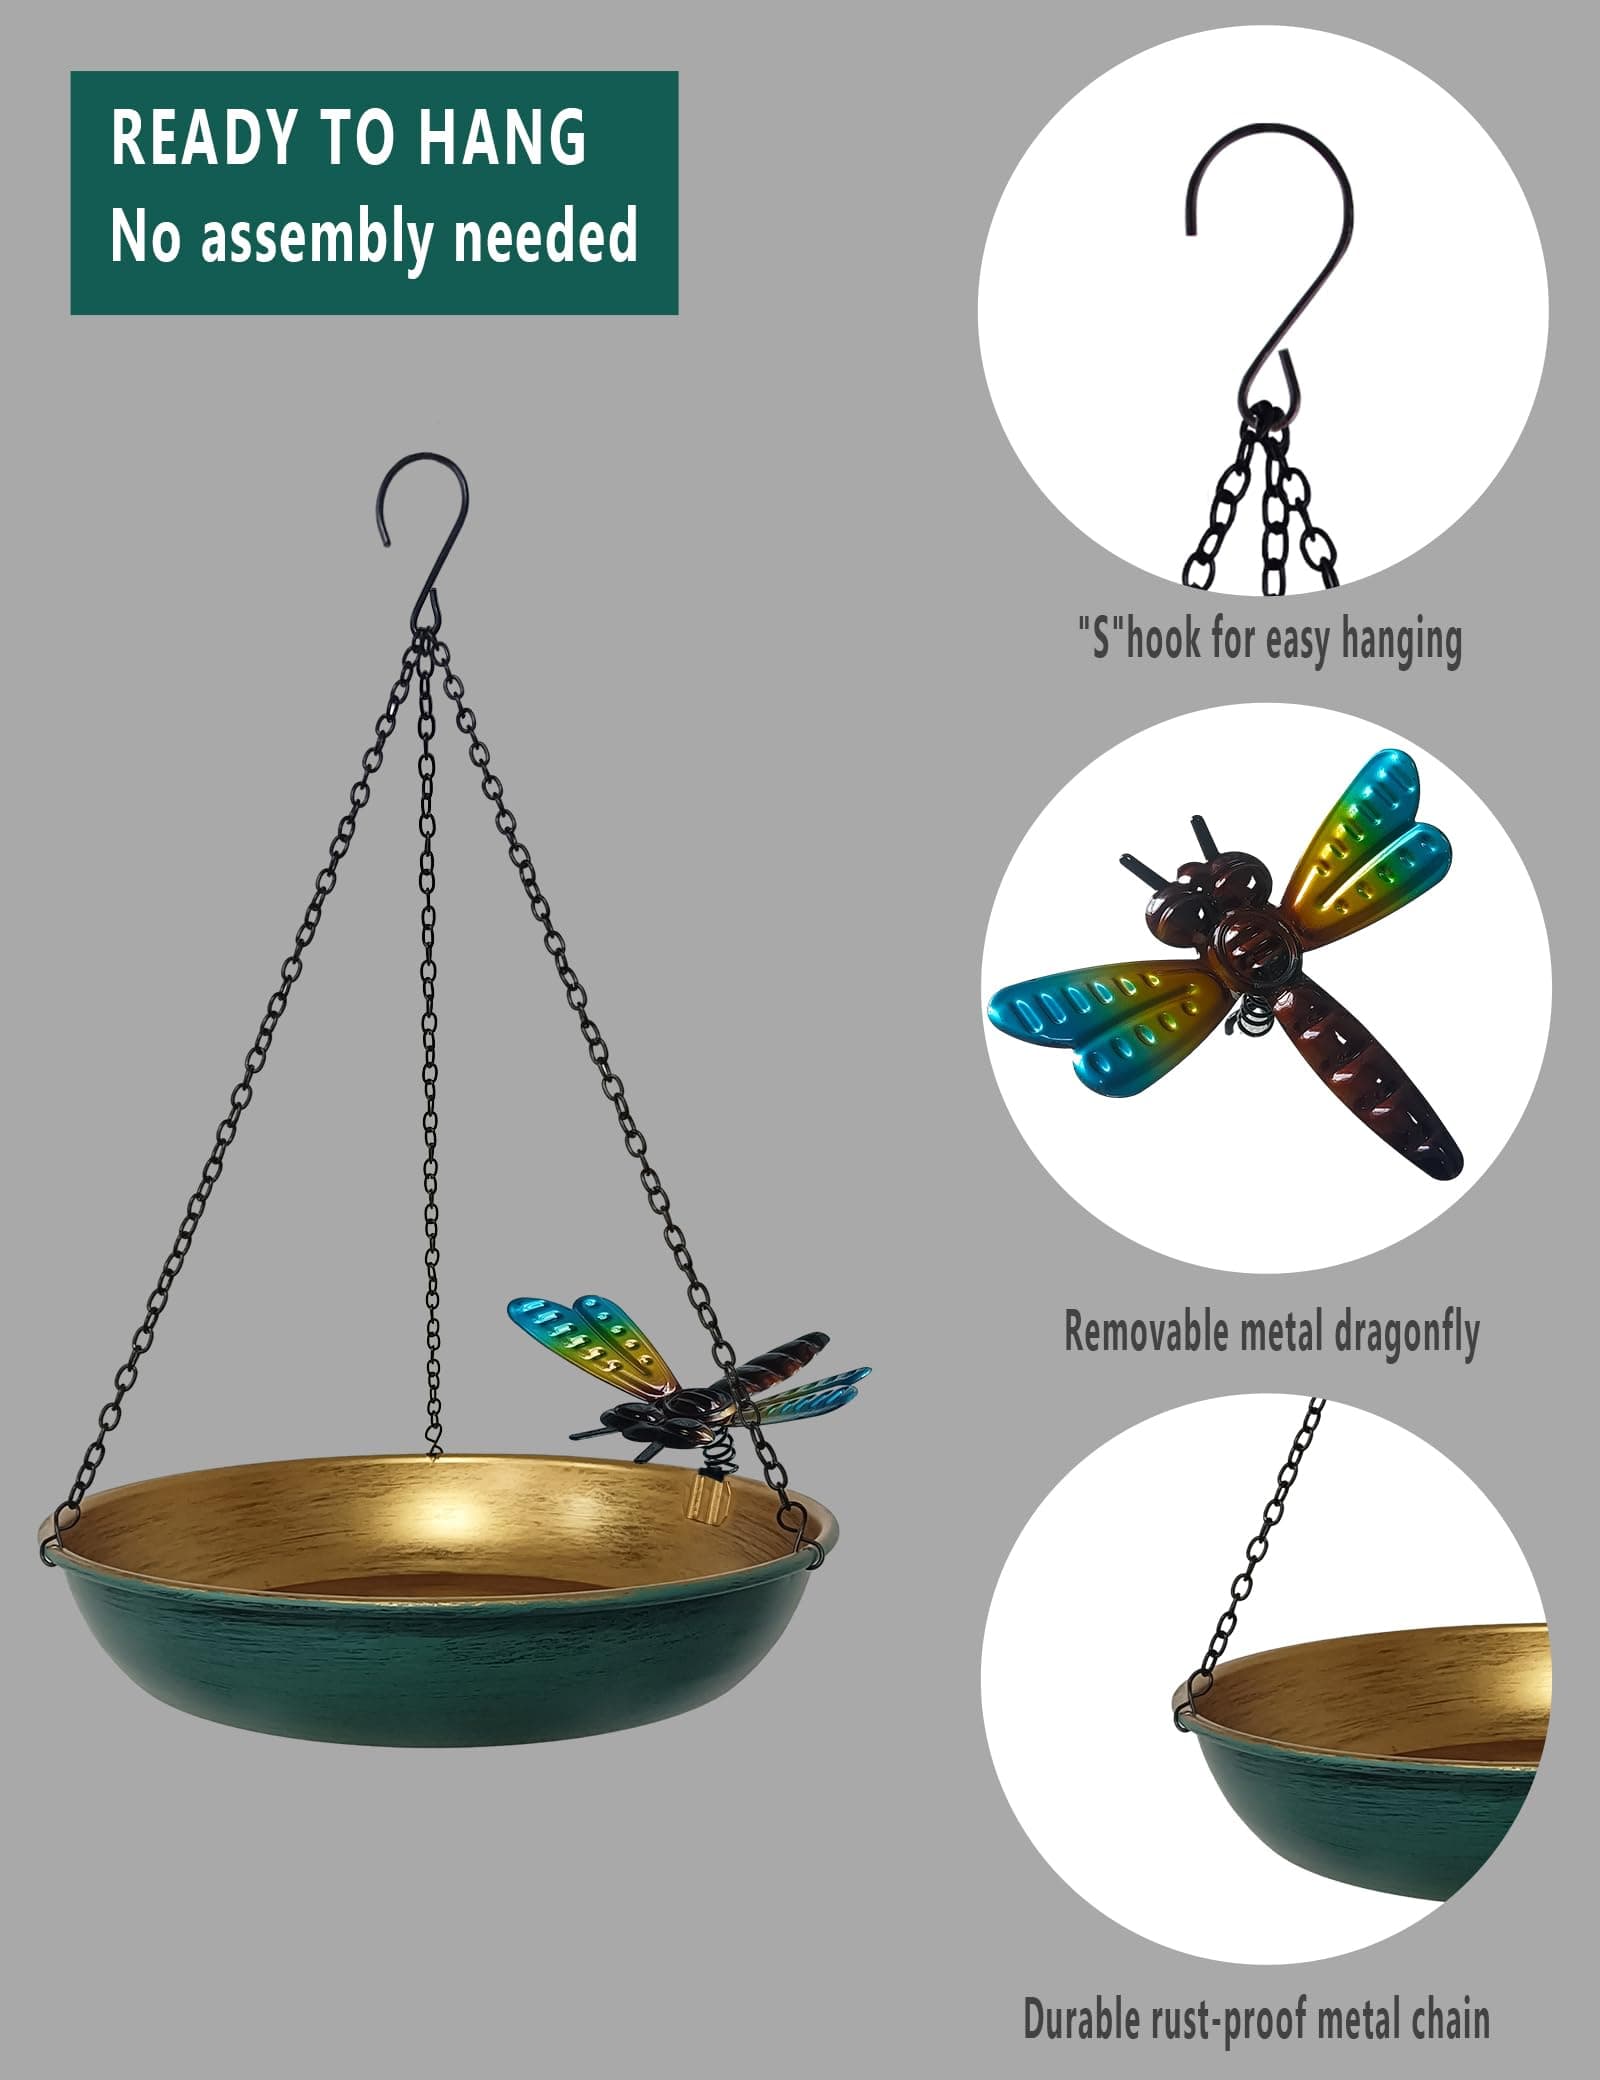 READY TO HANG
No assembly needed
"S"hook for easy hanging
Removable metal dragonfly
Durable rust-proof metal chain